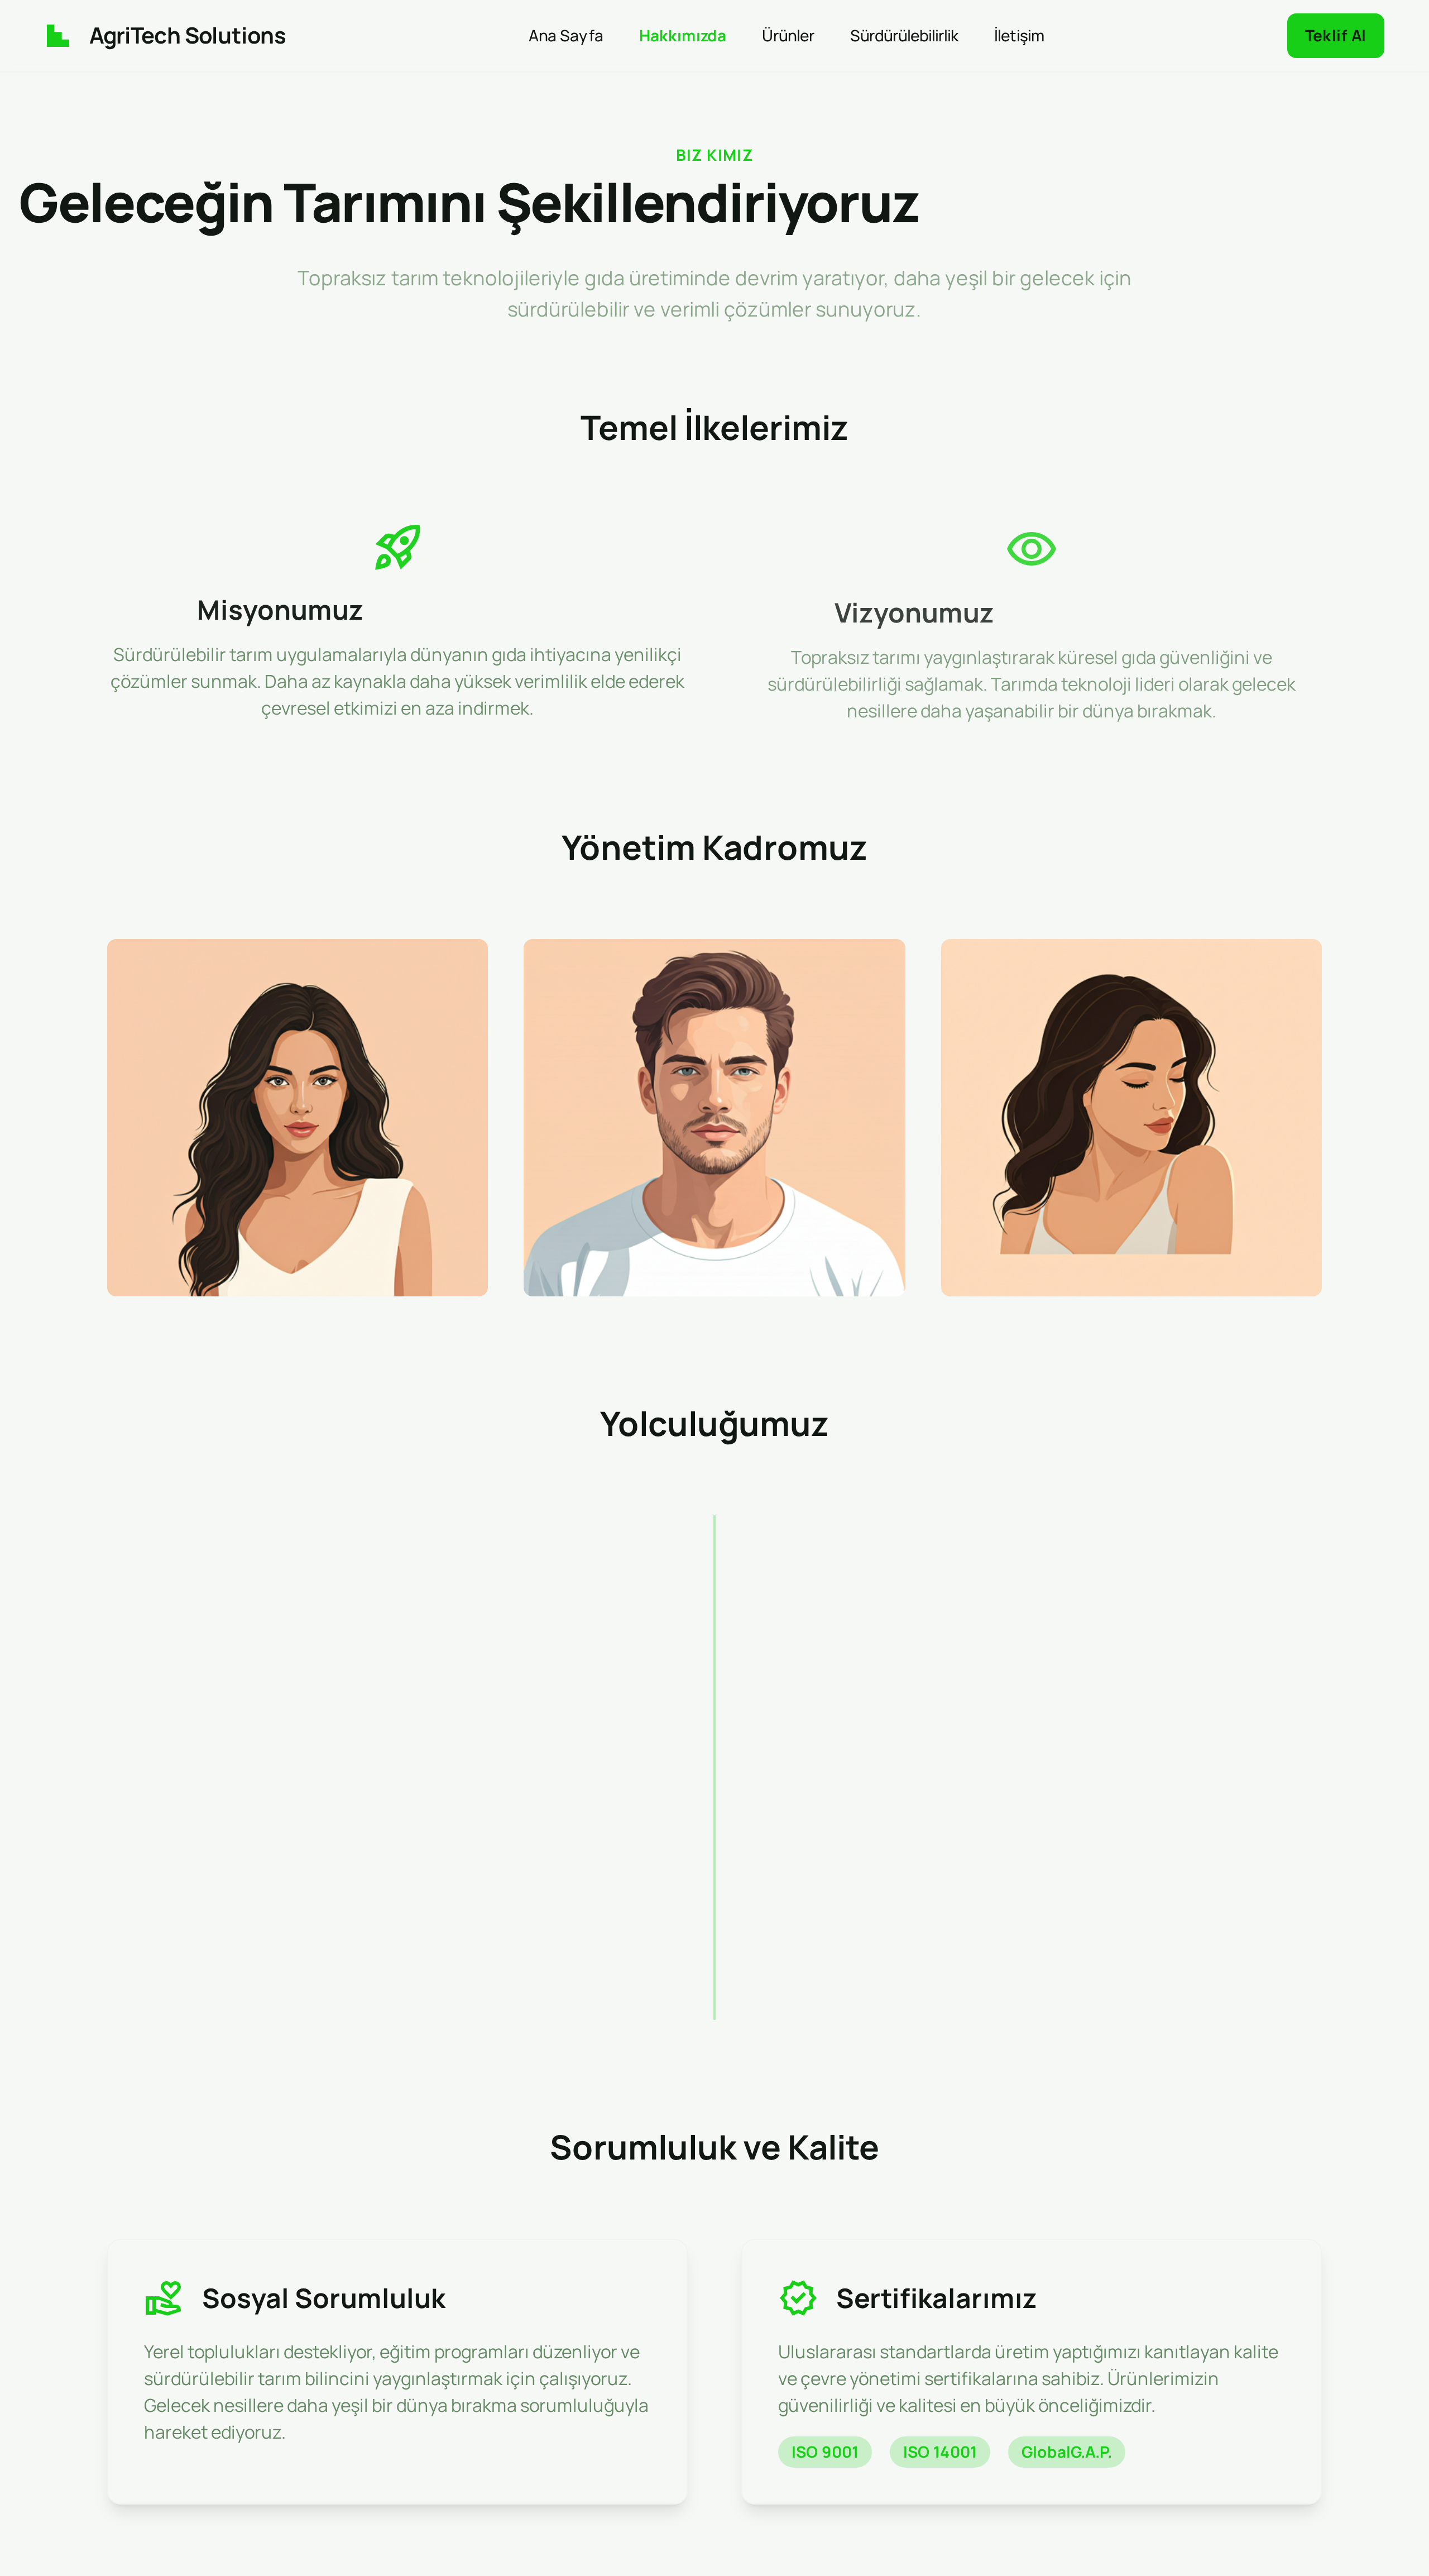 AgriTech Solutions
Ana Sayfa
Hakkımızda
Ürünler
Sürdürülebilirlik
İletişim
Teklif Al
BIZ KIMIZ
Geleceğin Tarımını Şekillendiriyoruz
Topraksız tarım teknolojileriyle gıda üretiminde devrim yaratıyor, daha yeşil bir gelecek için
sürdürülebilir ve verimli çözümler sunuyoruz.
Temel İlkelerimiz
Misyonumuz
Sürdürülebilir tarım uygulamalarıyla dünyanın gıda ihtiyacına yenilikçi
çözümler sunmak. Daha az kaynakla daha yüksek verimlilik elde ederek
çevresel etkimizi en aza indirmek.
Vizyonumuz
Topraksız tarımı yaygınlaştırarak küresel gıda güvenliğini ve
sürdürülebilirliği sağlamak. Tarımda teknoloji lideri olarak gelecek
nesillere daha yaşanabilir bir dünya bırakmak.
Yönetim Kadromuz
Yolculuğumuz
Sorumluluk ve Kalite
Sosyal Sorumluluk
Yerel toplulukları destekliyor, eğitim programları düzenliyor ve
sürdürülebilir tarım bilincini yaygınlaştırmak için çalışıyoruz.
Gelecek nesillere daha yeşil bir dünya bırakma sorumluluğuyla
hareket ediyoruz.
Sertifikalarımız
Uluslararası standartlarda üretim yaptığımızı kanıtlayan kalite
ve çevre yönetimi sertifikalarına sahibiz. Ürünlerimizin
güvenilirliği ve kalitesi en büyük önceliğimizdir.
ISO 9001
ISO 14001
GlobalG.A.P.